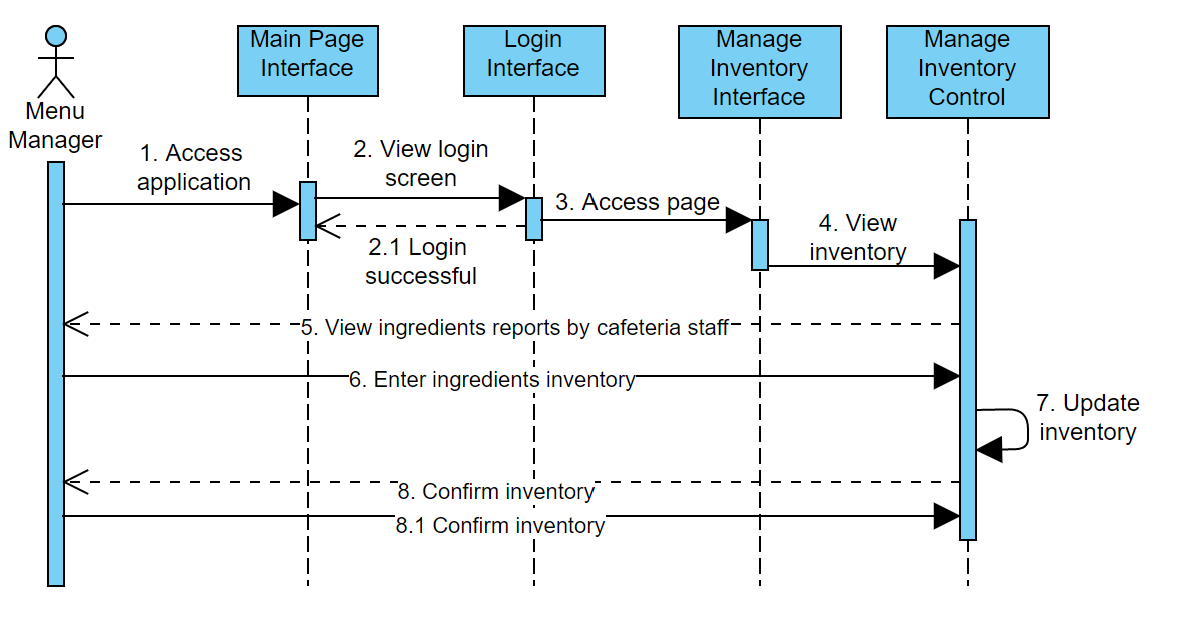 Main Page
Interface
Login
Interface
Manage
Inventory
Interface
Manage
Inventory
Control
Menu
Manager
1. Access
application
2. View login
screen
3. Access page
4. View
inventory
2.1 Login
successful
5. View ingredients reports by cafeteria staff
6. Enter ingredients inventory
7. Update
inventory
8. Confirm inventory
8.1 Confirm inventory